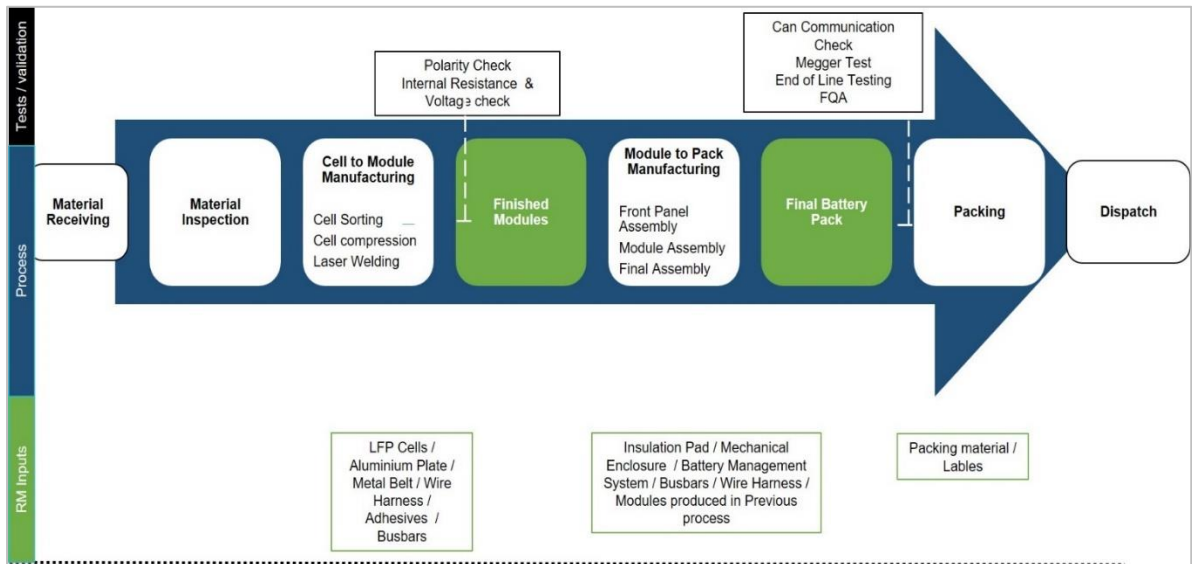 Tests / validation
Polarity Check
Internal Resistance &
Voltage check
Can Communication
Check
Megger Test
End of Line Testing
FQA
Process
Material
Receiving
Material
Inspection
Cell to Module
Manufacturing
Cell Sorting
Cell compression
Laser Welding
Finished
Modules
Module to Pack
Manufacturing
Front Panel
Assembly
Module Assembly
Final Assembly
Final Battery
Pack
Packing
Dispatch
RM Inputs
LFP Cells /
Aluminium Plate /
Metal Belt / Wire
Harness /
Adhesives /
Busbars
Insulation Pad / Mechanical
Enclosure / Battery Management
System / Busbars / Wire Harness /
Modules produced in Previous
process
Packing material /
Lables